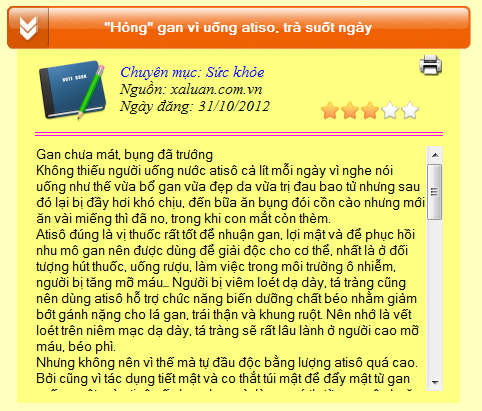 "Hỏng" gan vì uống atiso, trà suốt ngày
NOTE BOOK
Chuyên mục: Sức khỏe
Nguồn: xaluan.com.vn
Ngày đăng: 31/10/2012
Gan chưa mát, bụng đã trướng
Không thiếu người uống nước atisô cả lít mỗi ngày vì nghe nói
uống như thế vừa bổ gan vừa đẹp da vừa trị đau bao tử nhưng sau
đó lại bị đầy hơi khó chịu, đến bữa ăn bụng đói cồn cào nhưng mới
ăn vài miếng thì đã no, trong khi con mắt còn thèm.
Atisô đúng là vị thuốc rất tốt để nhuận gan, lợi mật và để phục hồi
nhu mô gan nên được dùng để giải độc cho cơ thể, nhất là ở đối
tượng hút thuốc, uống rượu, làm việc trong môi trường ô nhiễm,
người bị tăng mỡ máu... Người bị viêm loét dạ dày, tá tràng cũng
nên dùng atisô hỗ trợ chức năng biến dưỡng chất béo nhằm giảm
bớt gánh nặng cho lá gan, trái thận và khung ruột. Nên nhớ là vết
loét trên niêm mạc dạ dày, tá tràng sẽ rất lâu lành ở người cao mỡ
máu, béo phì.
Nhưng không nên vì thế mà tự đầu độc bằng lượng atisô quá cao.
Bởi cũng vì tác dụng tiết mật và co thắt túi mật để đẩy mật từ gan